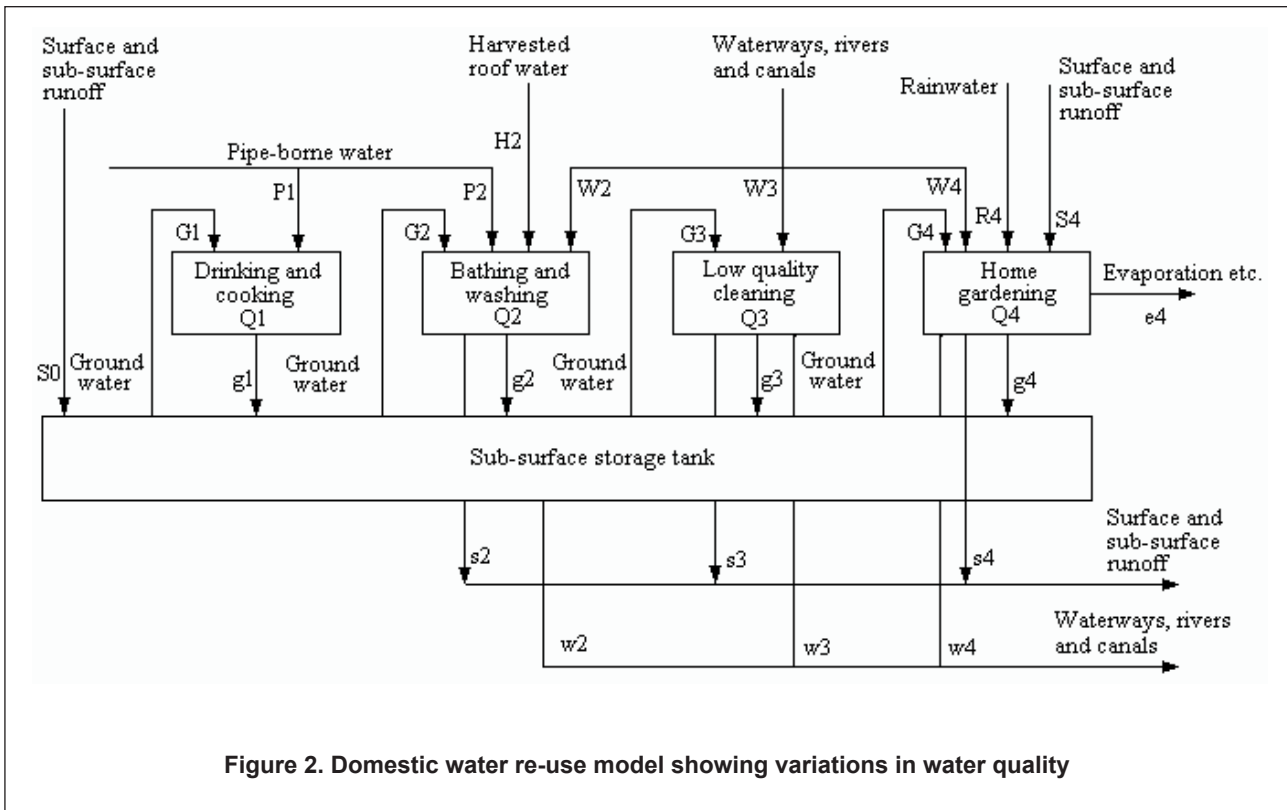 Surface and
sub-surface
runoff
Harvested
roof water
Waterways, rivers
and canals
Rainwater
Surface and
sub-surface
runoff
Pipe-borne water
H2
P1
P2
W2
W3
W4
R4
S4
G1
G2
G3
G4
Drinking and
cooking
Q1
Bathing and
washing
Q2
Low quality
cleaning
Q3
Home
gardening
Q4
Evaporation etc.
e4
S0
Ground
water
g1
Ground
water
g2
Ground
water
g3
Ground
water
g4
Sub-surface storage tank
s2
s3
s4
Surface and
sub-surface
runoff
w2
w3
w4
Waterways, rivers
and canals
Figure 2. Domestic water re-use model showing variations in water quality